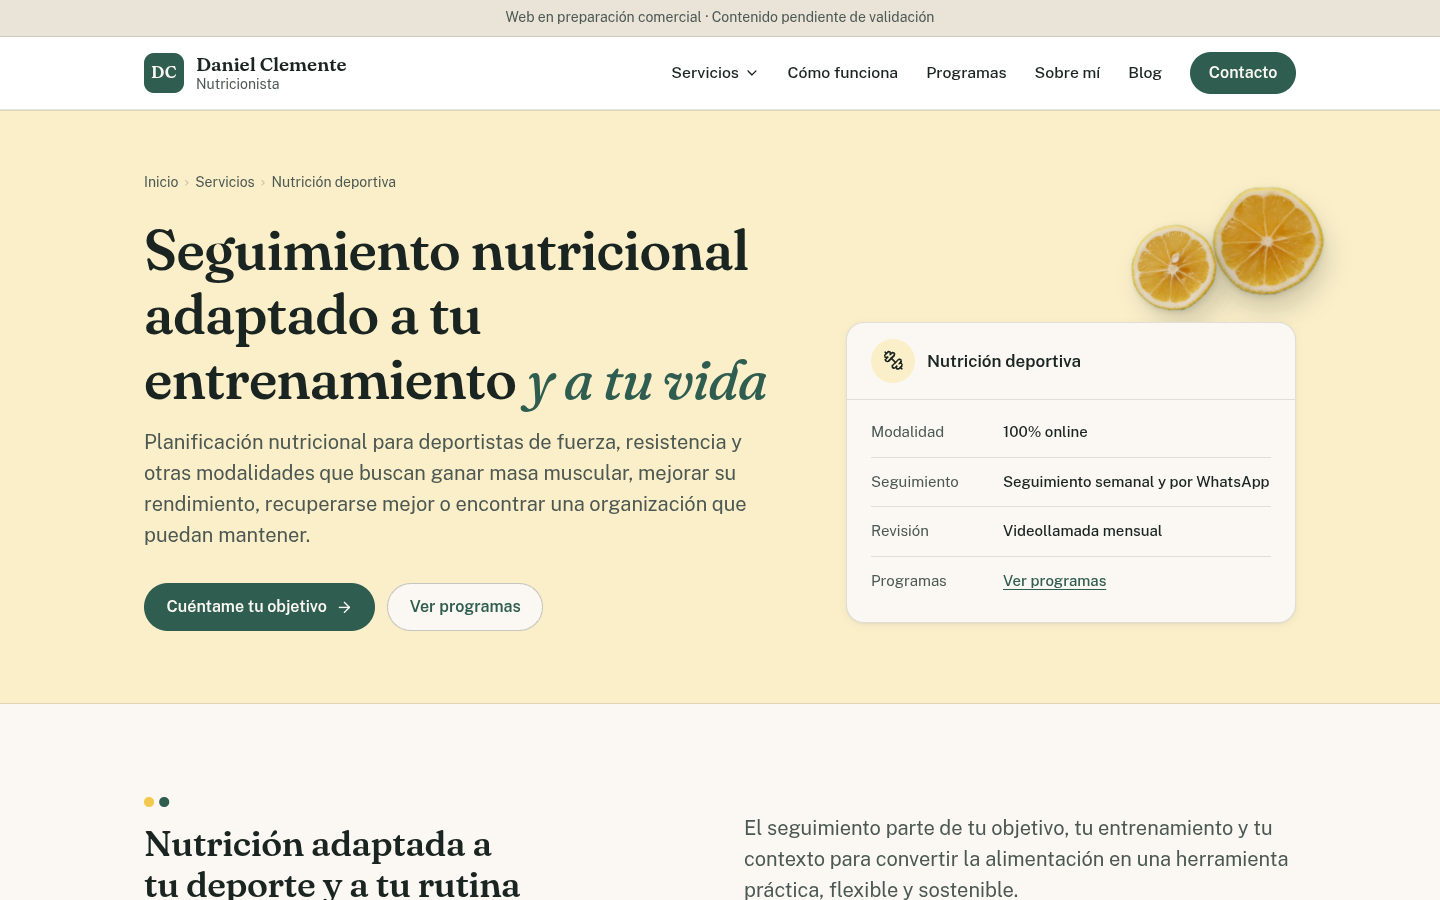 Web en preparación comercial · Contenido pendiente de validación
DC
Daniel Clemente
Nutricionista
Servicios
Cómo funciona
Programas
Sobre mí
Blog
Contacto
Inicio › Servicios › Nutrición deportiva
Seguimiento nutricional
adaptado a tu
entrenamiento y a tu vida
Planificación nutricional para deportistas de fuerza, resistencia y
otras modalidades que buscan ganar masa muscular, mejorar su
rendimiento, recuperarse mejor o encontrar una organización que
puedan mantener.
Cuéntame tu objetivo →
Ver programas
Nutrición deportiva
Modalidad 100% online
Seguimiento Seguimiento semanal y por WhatsApp
Revisión Videollamada mensual
Programas Ver programas
Nutrición adaptada a
tu deporte y a tu rutina
El seguimiento parte de tu objetivo, tu entrenamiento y tu
contexto para convertir la alimentación en una herramienta
práctica, flexible y sostenible.